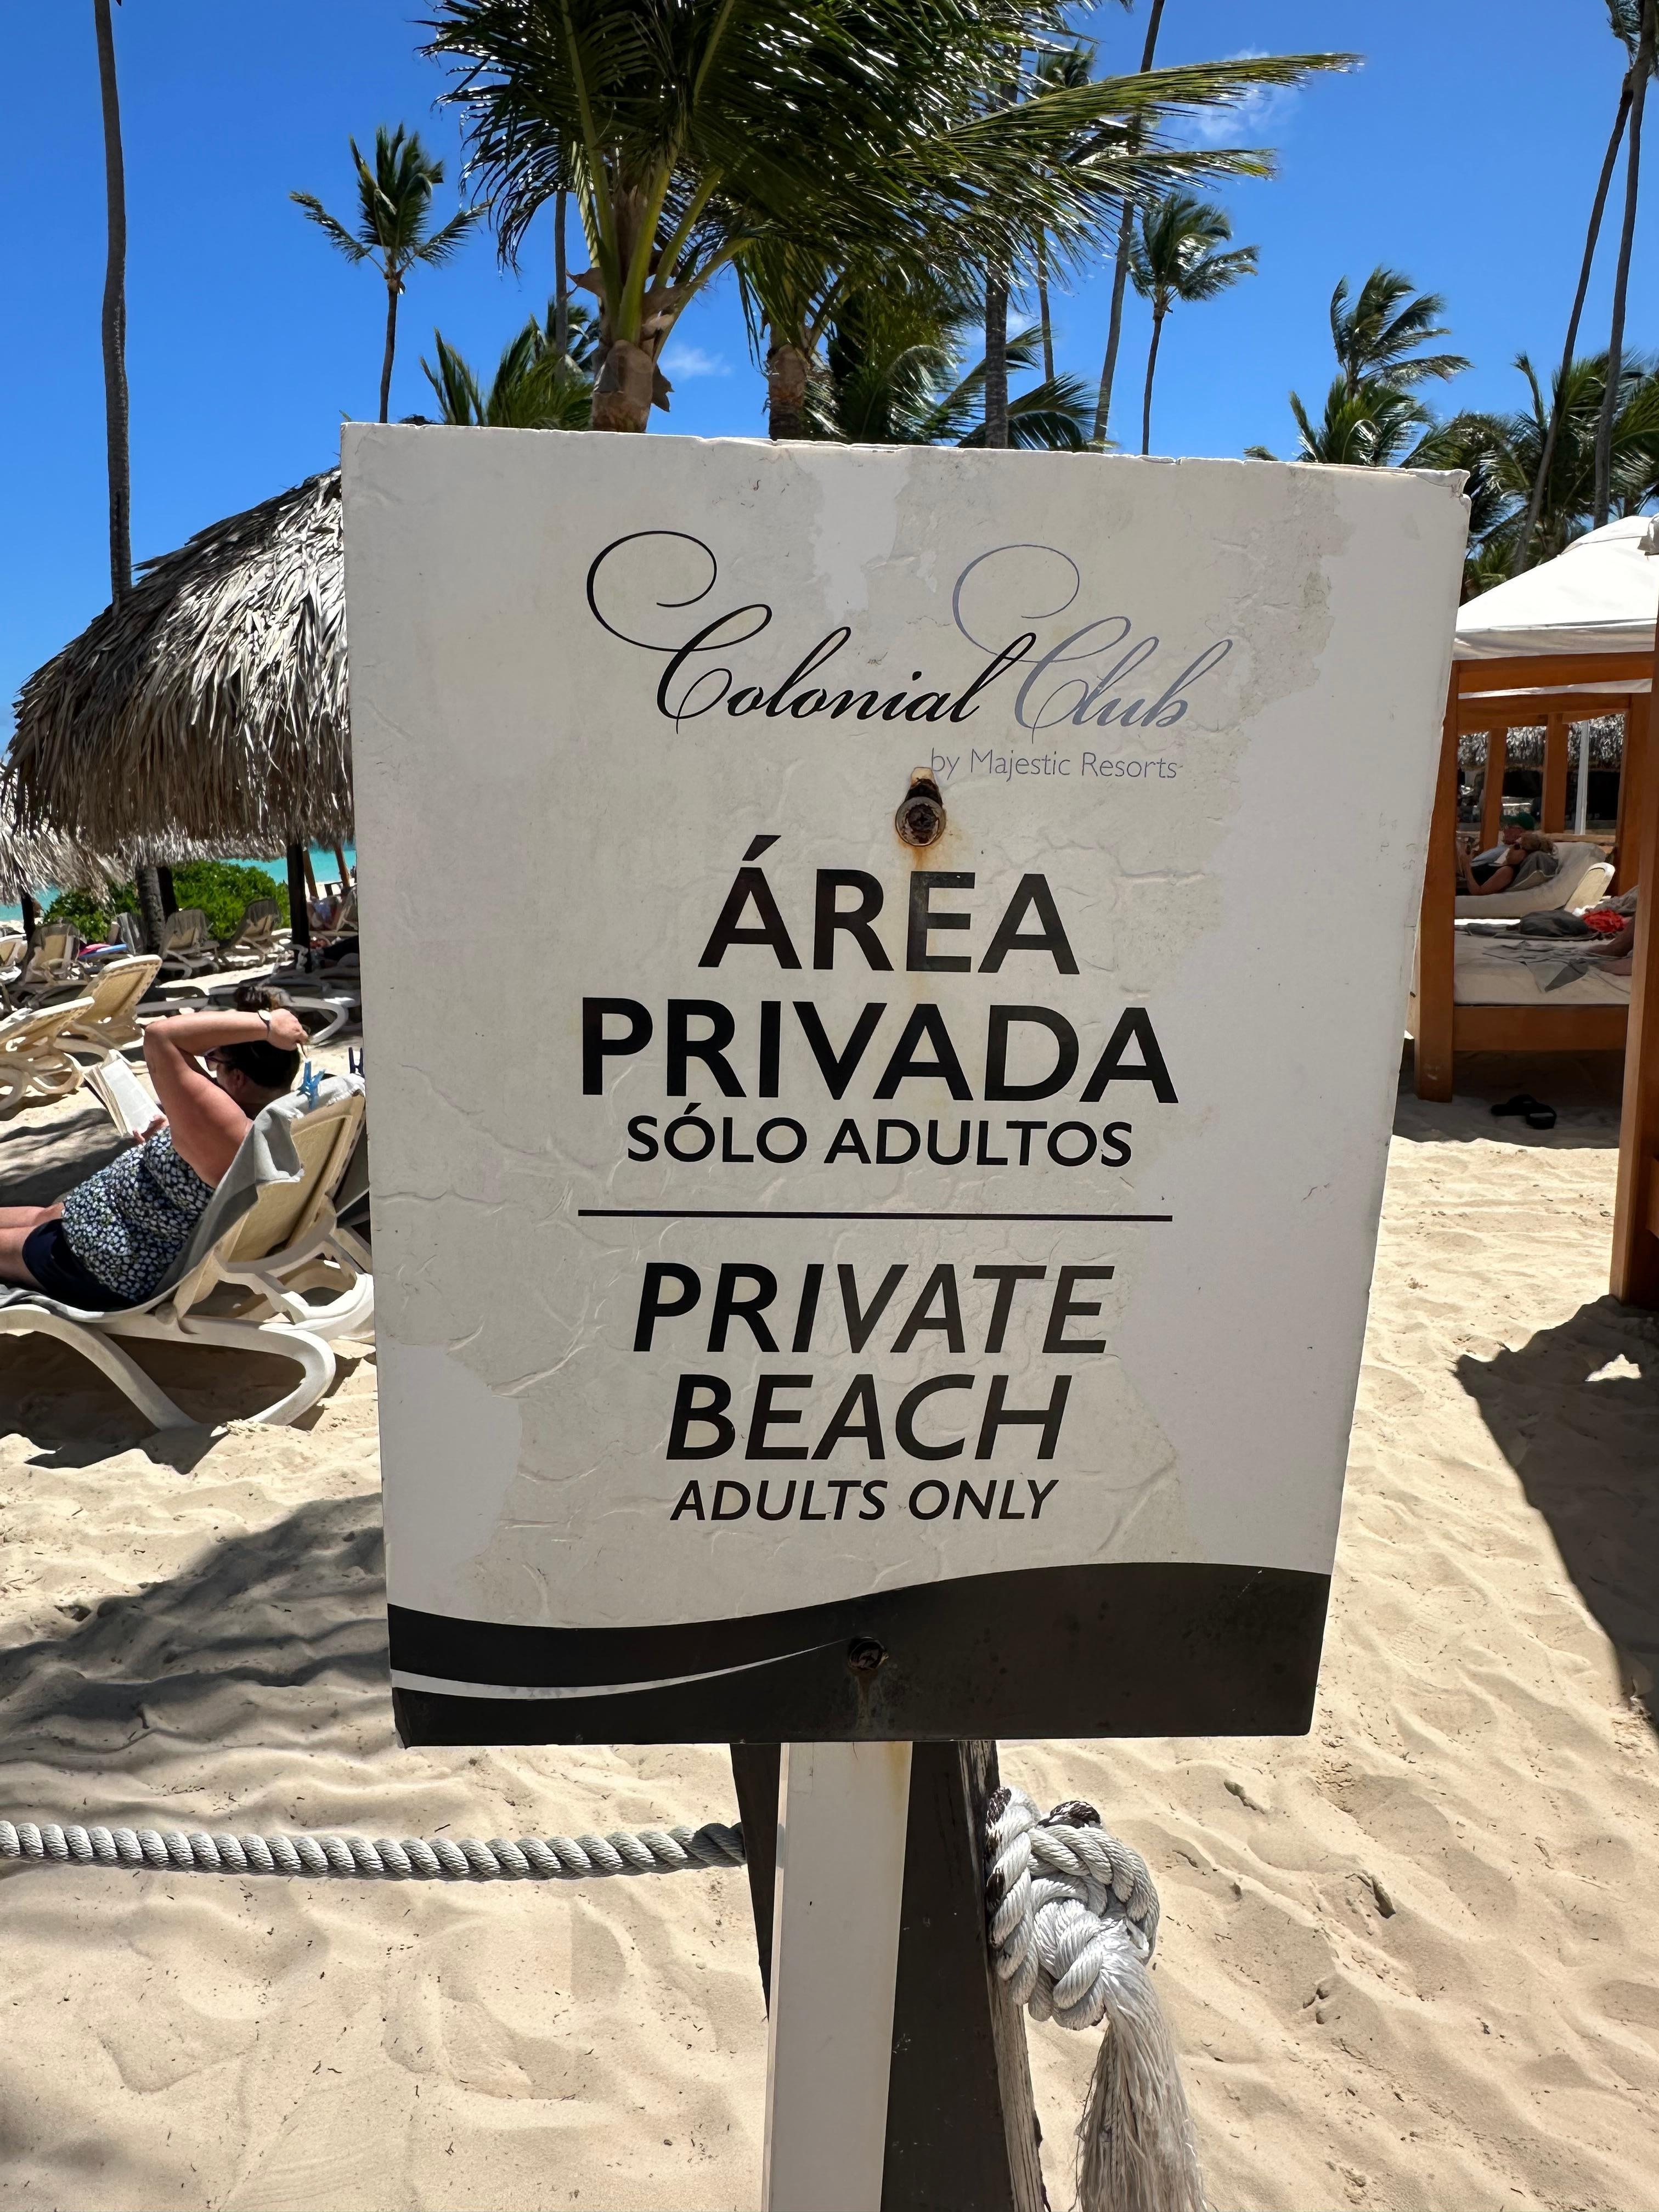 Colonial Club
by Majestic Resorts
ÁREA
PRIVADA
SÓLO ADULTOS
PRIVATE
BEACH
ADULTS ONLY